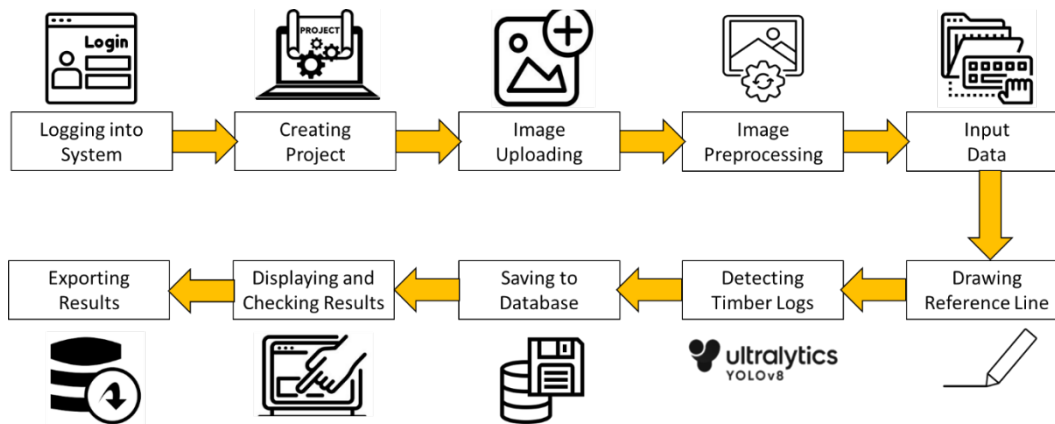 Login
PROJECT
Logging into
System
Creating
Project
Image
Uploading
Image
Preprocessing
Input
Data
Exporting
Results
Displaying and
Checking Results
Saving to
Database
Detecting
Timber Logs
Drawing
Reference Line
ultralytics
YOLOv8